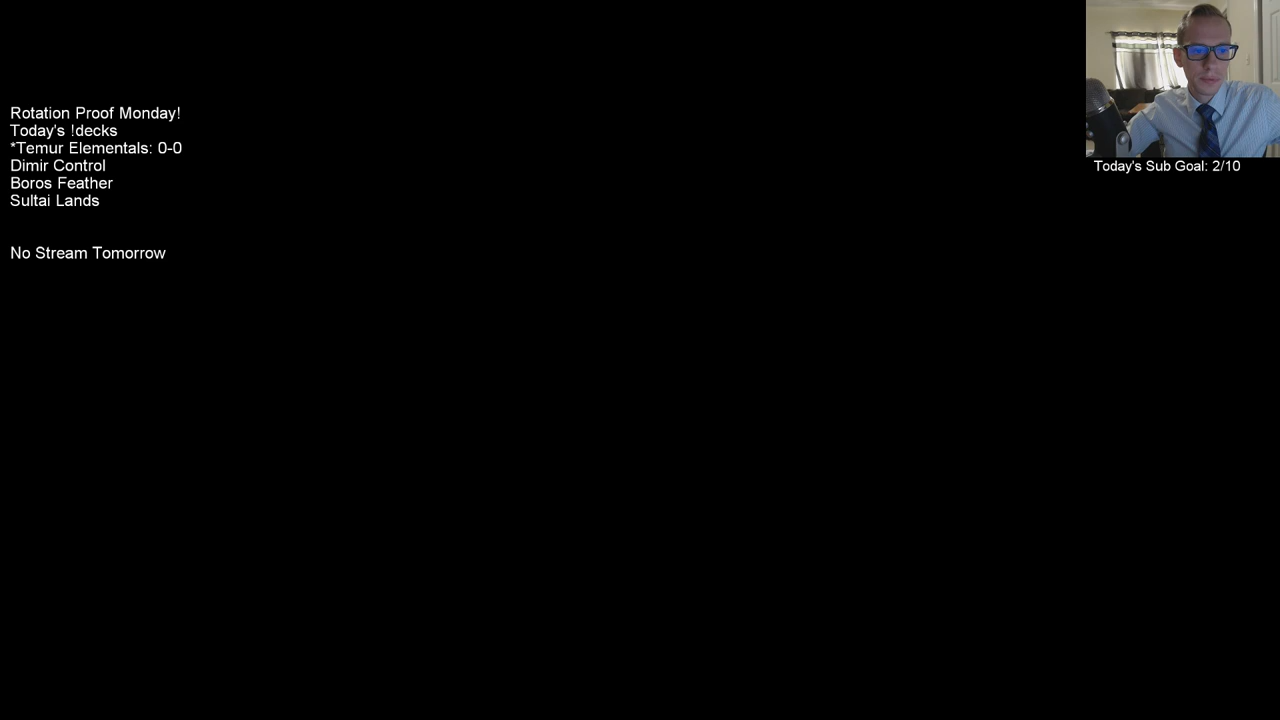 Rotation Proof Monday!
Today's !decks
*Temur Elementals: 0-0
Dimir Control
Boros Feather
Sultai Lands
No Stream Tomorrow
Today's Sub Goal: 2/10